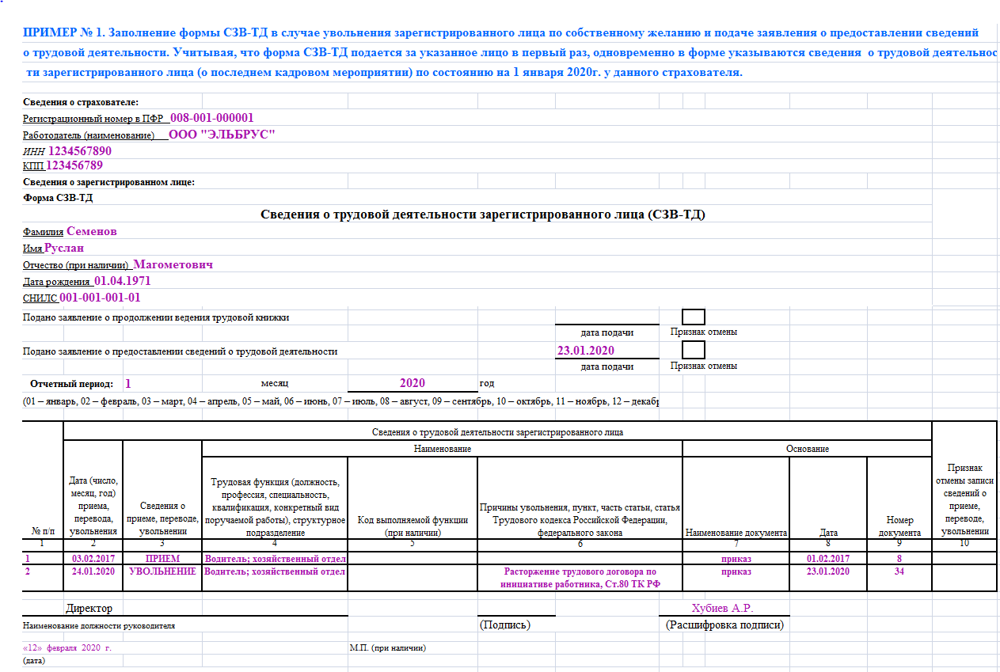 ПРИМЕР № 1. Заполнение формы СЗВ-ТД в случае увольнения зарегистрированного лица по собственному желанию и подаче заявления о предоставлении сведений
о трудовой деятельности. Учитывая, что форма СЗВ-ТД подается за указанное лицо в первый раз, одновременно в форме указываются сведения о трудовой деятельнос
ти зарегистрированного лица (о последнем кадровом мероприятии) по состоянию на 1 января 2020г. у данного страхователя.
Сведения о страхователе:
Регистрационный номер в ПФР 008-001-000001
Работодатель (наименование) ООО "ЭЛЬБРУС"
ИНН 1234567890
КПП 123456789
Сведения о зарегистрированном лице:
Форма СЗВ-ТД
Сведения о трудовой деятельности зарегистрированного лица (СЗВ-ТД)
Фамилия Семенов
Имя Руслан
Отчество (при наличии) Магометович
Дата рождения 01.04.1971
СНИЛС 001-001-001-01
Подано заявление о продолжении ведения трудовой книжки
дата подачи Признак отмены
Подано заявление о предоставлении сведений о трудовой деятельности 23.01.2020
дата подачи Признак отмены
Отчетный период: 1 месяц 2020 год
(01 – январь, 02 – февраль, 03 – март, 04 – апрель, 05 – май, 06 – июнь, 07 – июль, 08 – август, 09 – сентябрь, 10 – октябрь, 11 – ноябрь, 12 – декабр
№ п/п
Сведения о трудовой деятельности зарегистрированного лица
Дата (число,
месяц, год)
приема,
перевода,
увольнения
Сведения о
приеме, переводе,
увольнении
Наименование
Трудовая функция (должность,
профессия, специальность,
квалификация, конкретный вид
поручаемой работы), структурное
подразделение
Код выполняемой функции
(при наличии)
Причины увольнения, пункт, часть статьи, статья
Трудового кодекса Российской Федерации,
федерального закона
Основание
Наименование документа
Дата
Номер
документа
Признак
отмены записи
сведений о
приеме,
переводе,
увольнении
1 2 3 4 5 6 7 8 9 10
1 03.02.2017 ПРИЕМ Водитель; хозяйственный отдел приказ 01.02.2017 8
2 24.01.2020 УВОЛЬНЕНИЕ Водитель; хозяйственный отдел Расторжение трудового договора по приказ 23.01.2020 34
инициативе работника, Ст.80 ТК РФ
Директор Хубиев А.Р.
Наименование должности руководителя (Подпись) (Расшифровка подписи)
«12» февраля 2020 г. М.П. (при наличии)
(дата)